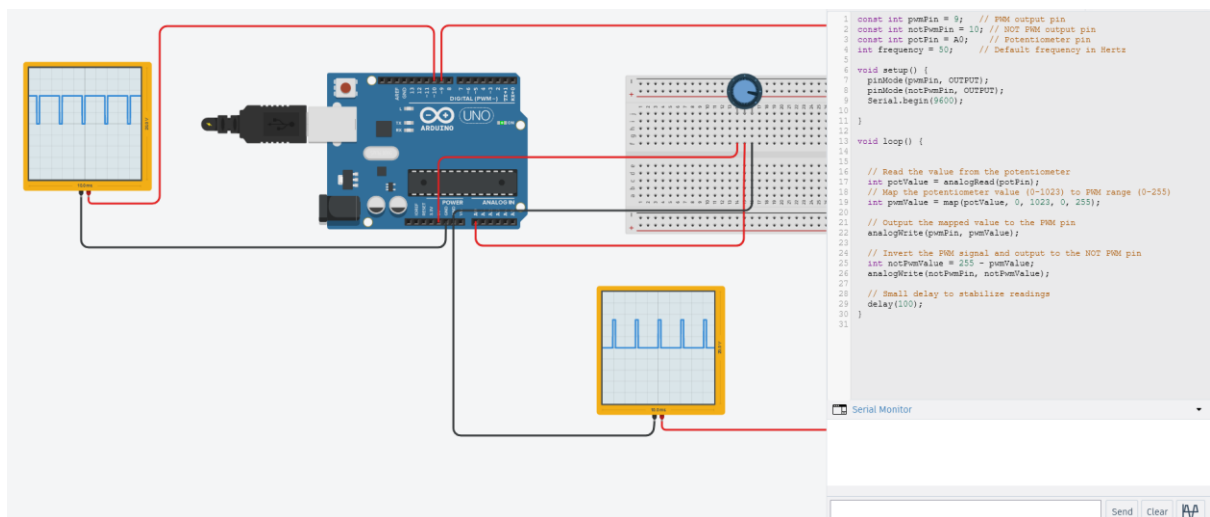 1 const int pwmPin = 9;   // PWM output pin
2 const int notPwmPin = 10; // NOT PWM output pin
3 const int potPin = A0;    // Potentiometer pin
4 int frequency = 50;    // Default frequency in Hertz
5
6 void setup() {
7   pinMode(pwmPin, OUTPUT);
8   pinMode(notPwmPin, OUTPUT);
9   Serial.begin(9600);
10
11 }
12
13 void loop() {
14
15
16   // Read the value from the potentiometer
17   int potValue = analogRead(potPin);
18   // Map the potentiometer value (0-1023) to PWM range (0-255)
19   int pwmValue = map(potValue, 0, 1023, 0, 255);
20
21   // Output the mapped value to the PWM pin
22   analogWrite(pwmPin, pwmValue);
23
24   // Invert the PWM signal and output to the NOT PWM pin
25   int notPwmValue = 255 - pwmValue;
26   analogWrite(notPwmPin, notPwmValue);
27
28   // Small delay to stabilize readings
29   delay(100);
30 }
31
DIGITAL (PWM~)
UNO
ARDUINO
POWER
ANALOG IN
Serial Monitor
Send
Clear